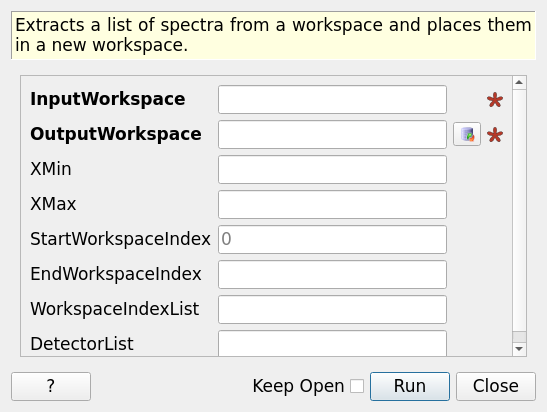 Extracts a list of spectra from a workspace and places them
in a new workspace.
InputWorkspace
OutputWorkspace
XMin
XMax
StartWorkspaceIndex 0
EndWorkspaceIndex
WorkspaceIndexList
DetectorList
? Keep Open Run Close